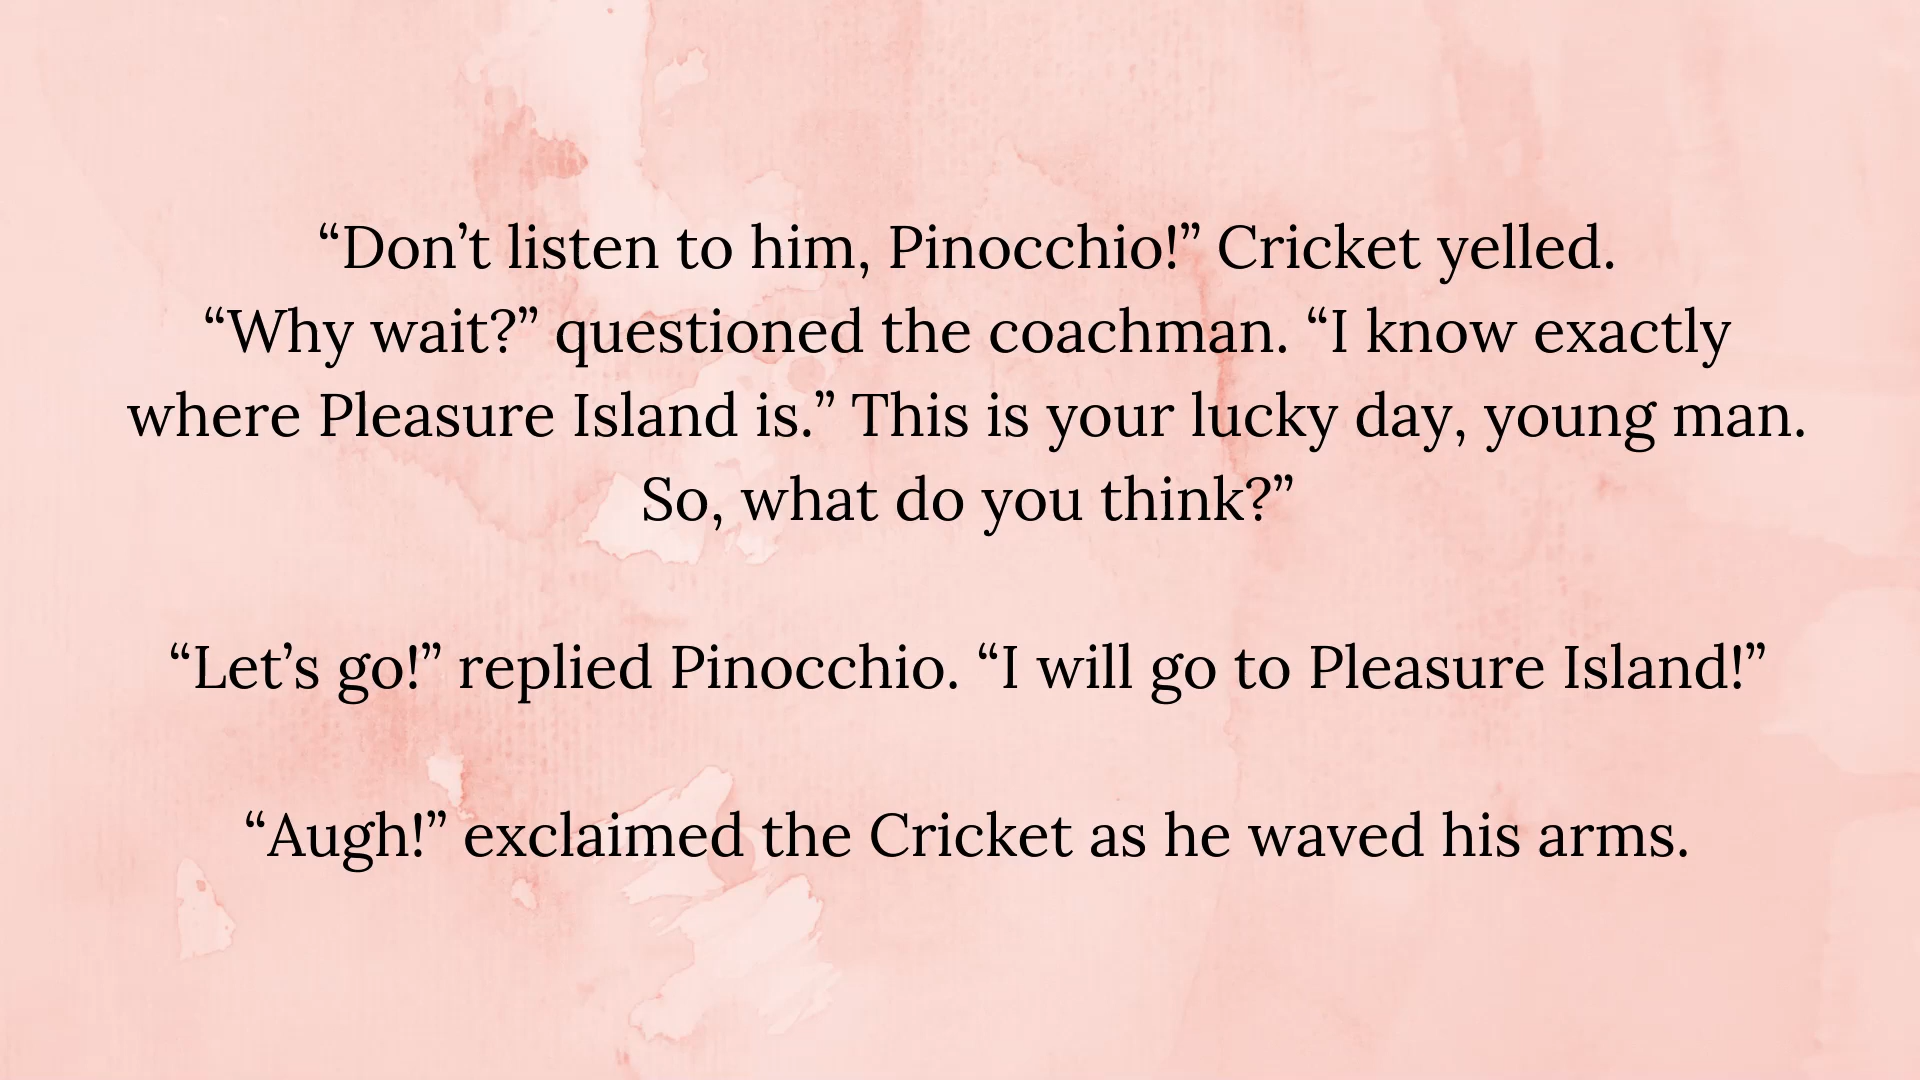 “Don’t listen to him, Pinocchio!” Cricket yelled.
“Why wait?” questioned the coachman. “I know exactly
where Pleasure Island is.” This is your lucky day, young man.
So, what do you think?”
“Let’s go!” replied Pinocchio. “I will go to Pleasure Island!”
“Augh!” exclaimed the Cricket as he waved his arms.